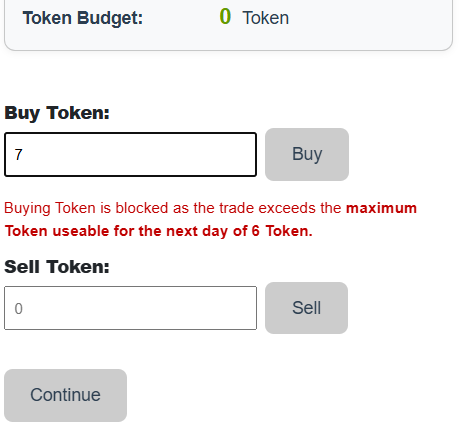 Token Budget: 0 Token
Buy Token:
7 Buy
Buying Token is blocked as the trade exceeds the maximum
Token useable for the next day of 6 Token.
Sell Token:
0 Sell
Continue